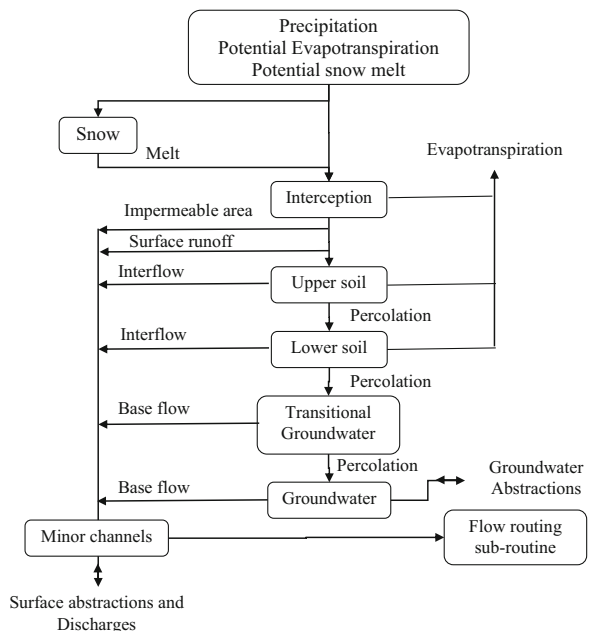 Precipitation
Potential Evapotranspiration
Potential snow melt
Snow
Melt
Evapotranspiration
Interception
Impermeable area
Surface runoff
Interflow
Upper soil
Percolation
Interflow
Lower soil
Percolation
Base flow
Transitional
Groundwater
Percolation
Base flow
Groundwater
Groundwater
Abstractions
Minor channels
Flow routing
sub-routine
Surface abstractions and
Discharges